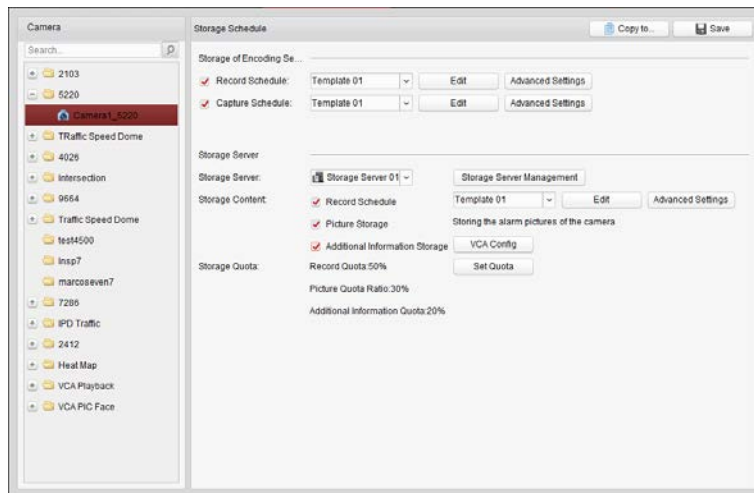 Camera
Search...
2103
5220
Camera1_5220
TRaffic Speed Dome
4026
Intersection
9664
Traffic Speed Dome
test4500
Insp7
marcoseven7
7286
IPD Traffic
2412
Heat Map
VCA Playback
VCA PIC Face
Storage Schedule
Copy to...
Save
Storage of Encoding Se...
Record Schedule: Template 01 Edit Advanced Settings
Capture Schedule: Template 01 Edit Advanced Settings
Storage Server
Storage Server: Storage Server 01 Storage Server Management
Storage Content: Record Schedule Template 01 Edit Advanced Settings
Picture Storage Storing the alarm pictures of the camera
Additional Information Storage VCA Config
Storage Quota: Record Quota:50% Set Quota
Picture Quota Ratio:30%
Additional Information Quota:20%